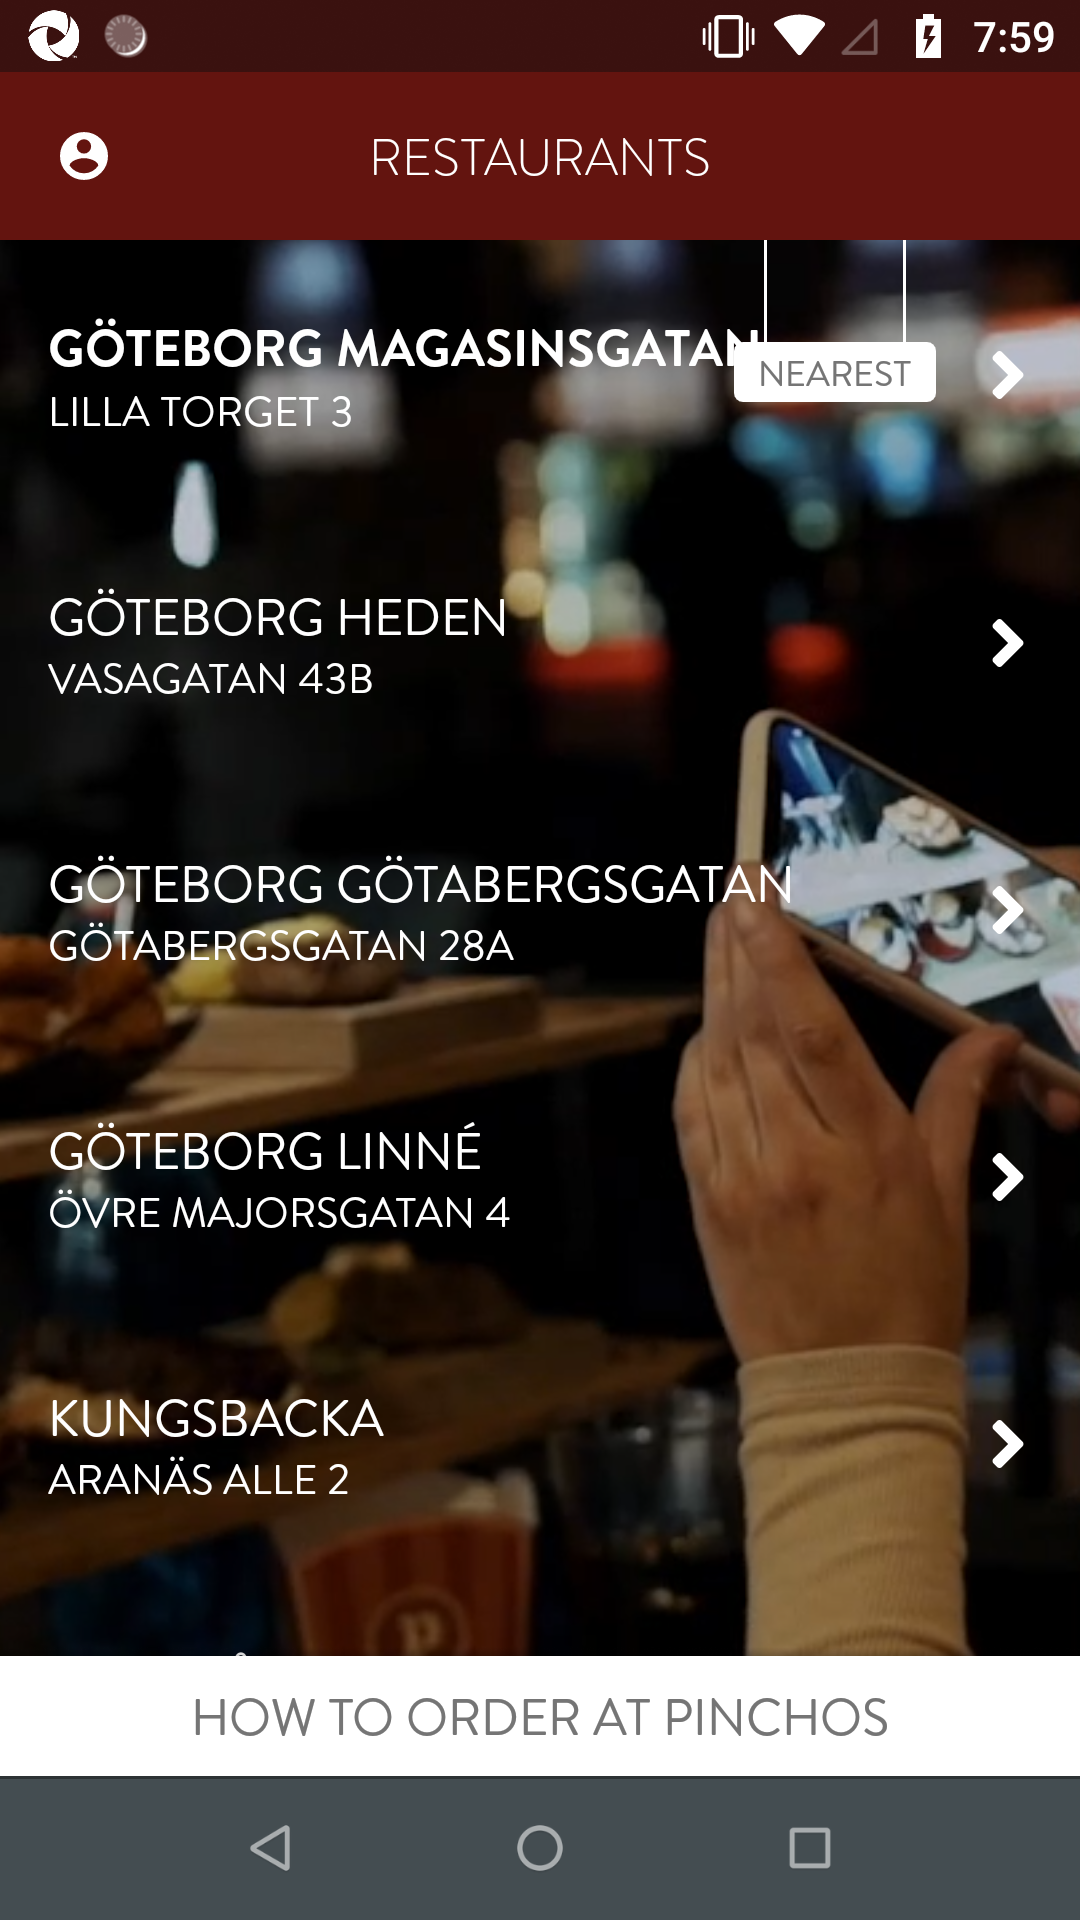 7:59
RESTAURANTS
GÖTEBORG MAGASINSGATAN
NEAREST
LILLA TORGET 3
GÖTEBORG HEDEN
VASAGATAN 43B
GÖTEBORG GÖTABERGSGATAN
GÖTABERGSGATAN 28A
GÖTEBORG LINNÉ
ÖVRE MAJORSGATAN 4
KUNGSBACKA
ARANÄS ALLE 2
HOW TO ORDER AT PINCHOS